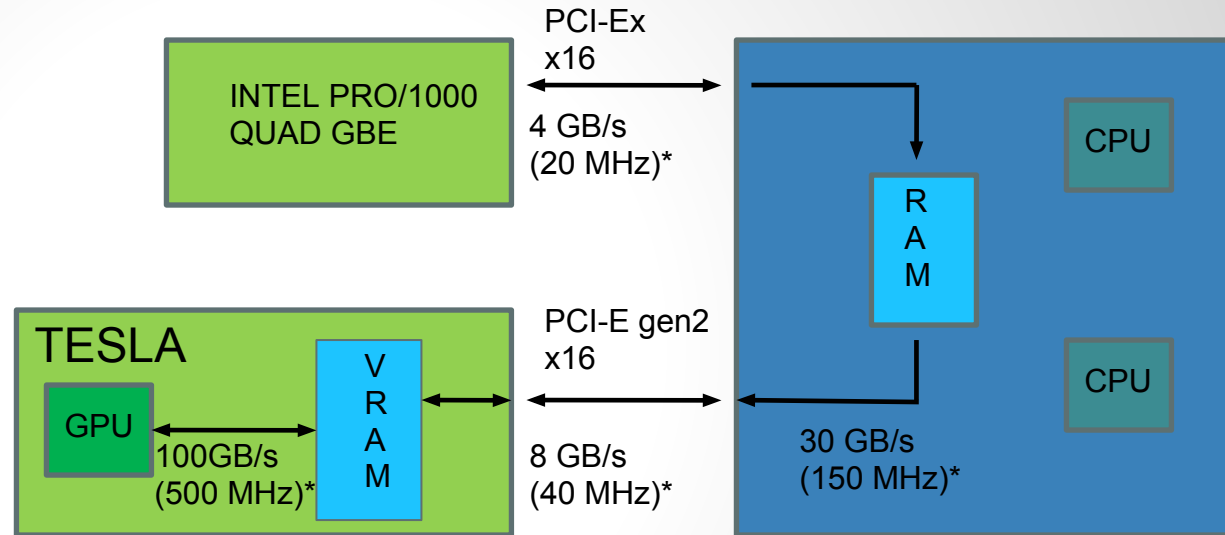 PCI-Ex
x16
INTEL PRO/1000
QUAD GBE
4 GB/s
(20 MHz)*
CPU
R
A
M
PCI-E gen2
x16
TESLA
V
R
A
M
GPU
CPU
100GB/s
(500 MHz)*
8 GB/s
(40 MHz)*
30 GB/s
(150 MHz)*